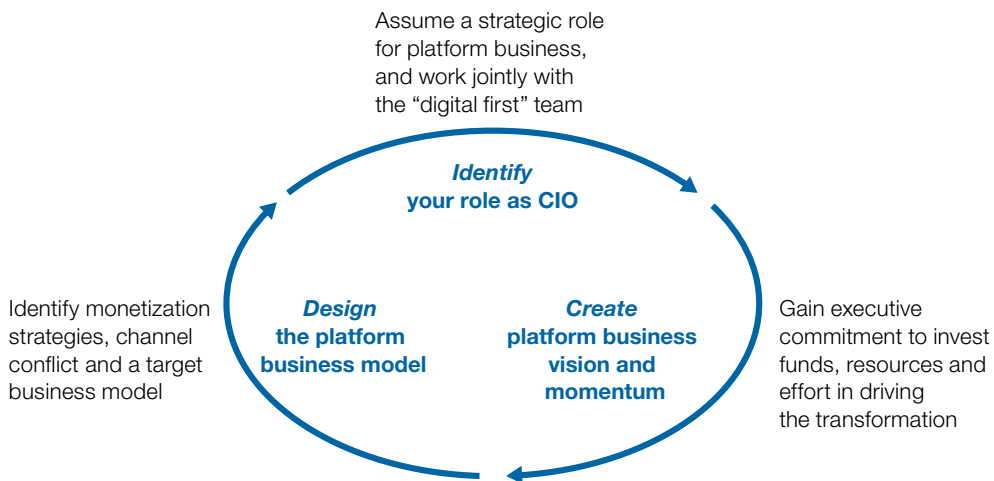 Assume a strategic role
for platform business,
and work jointly with
the “digital first” team
Identify
your role as CIO
Identify monetization
strategies, channel
conflict and a target
business model
Design
the platform
business model
Create
platform business
vision and
momentum
Gain executive
commitment to invest
funds, resources and
effort in driving
the transformation